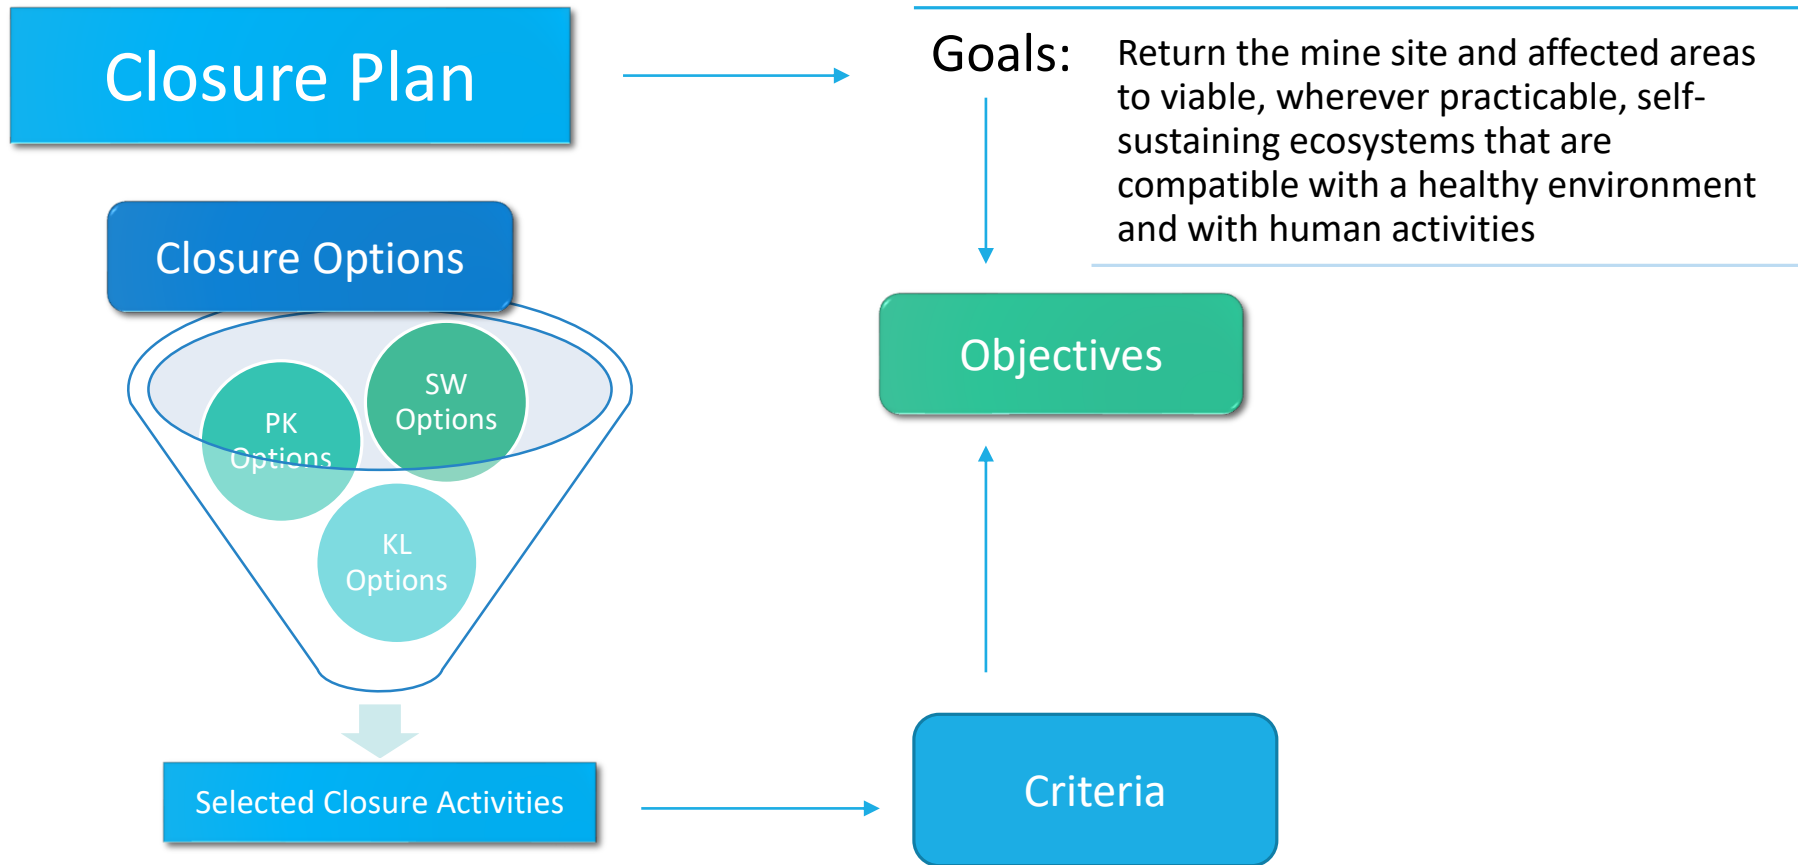 Closure Plan
Goals:
Return the mine site and affected areas
to viable, wherever practicable, self-
sustaining ecosystems that are
compatible with a healthy environment
and with human activities
Closure Options
SW
Options
PK
Options
KL
Options
Objectives
Selected Closure Activities
Criteria